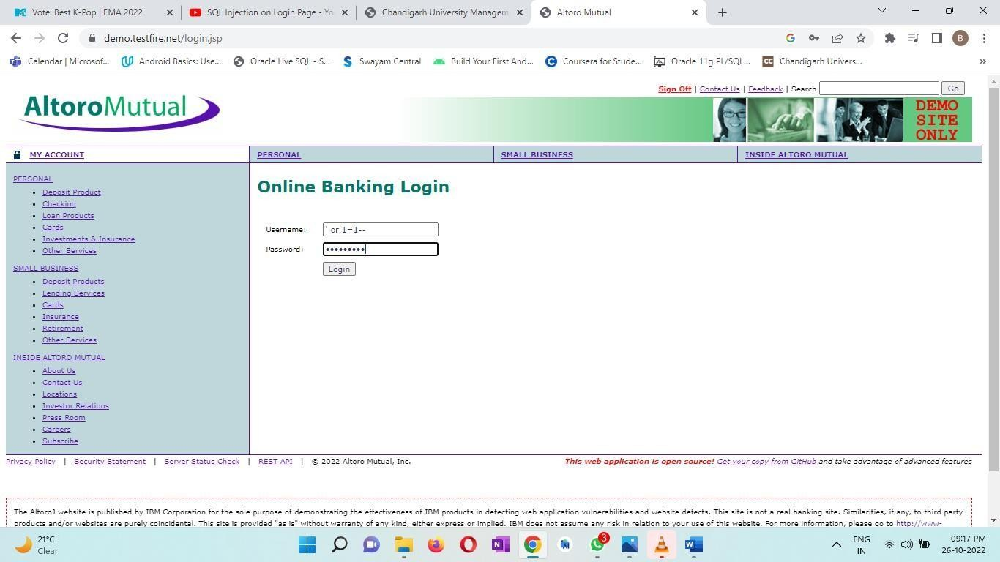 Vote: Best K-Pop | EMA 2022
SQL Injection on Login Page - Yo
Chandigarh University Managem
Altoro Mutual
demo.testfire.net/login.jsp
B
Calendar | Microsof...
Android Basics: Use...
Oracle Live SQL - S...
Swayam Central
Build Your First And...
Coursera for Stude...
Oracle 11g PL/SQL...
CC Chandigarh Univers...
»
Sign Off | Contact Us | Feedback | Search
Go
AltoroMutual
DEMO
SITE
ONLY
MY ACCOUNT
PERSONAL
SMALL BUSINESS
INSIDE ALTORO MUTUAL
PERSONAL
Deposit Product
Checking
Loan Products
Cards
Investments & Insurance
Other Services
SMALL BUSINESS
Deposit Products
Lending Services
Cards
Insurance
Retirement
Other Services
INSIDE ALTORO MUTUAL
About Us
Contact Us
Locations
Investor Relations
Press Room
Careers
Subscribe
Online Banking Login
Username: ' or 1=1--
Password: •••••••••
Login
Privacy Policy | Security Statement | Server Status Check | REST API | © 2022 Altoro Mutual, Inc.
This web application is open source! Get your copy from GitHub and take advantage of advanced features
The AltoroJ website is published by IBM Corporation for the sole purpose of demonstrating the effectiveness of IBM products in detecting web application vulnerabilities and website defects. This site is not a real banking site. Similarities, if any, to third party
products and/or websites are purely coincidental. This site is provided "as is" without warranty of any kind, either express or implied. IBM does not assume any risk in relation to your use of this website. For more information, please go to http://www-
21°C
Clear
3
ENG
IN
09:17 PM
26-10-2022